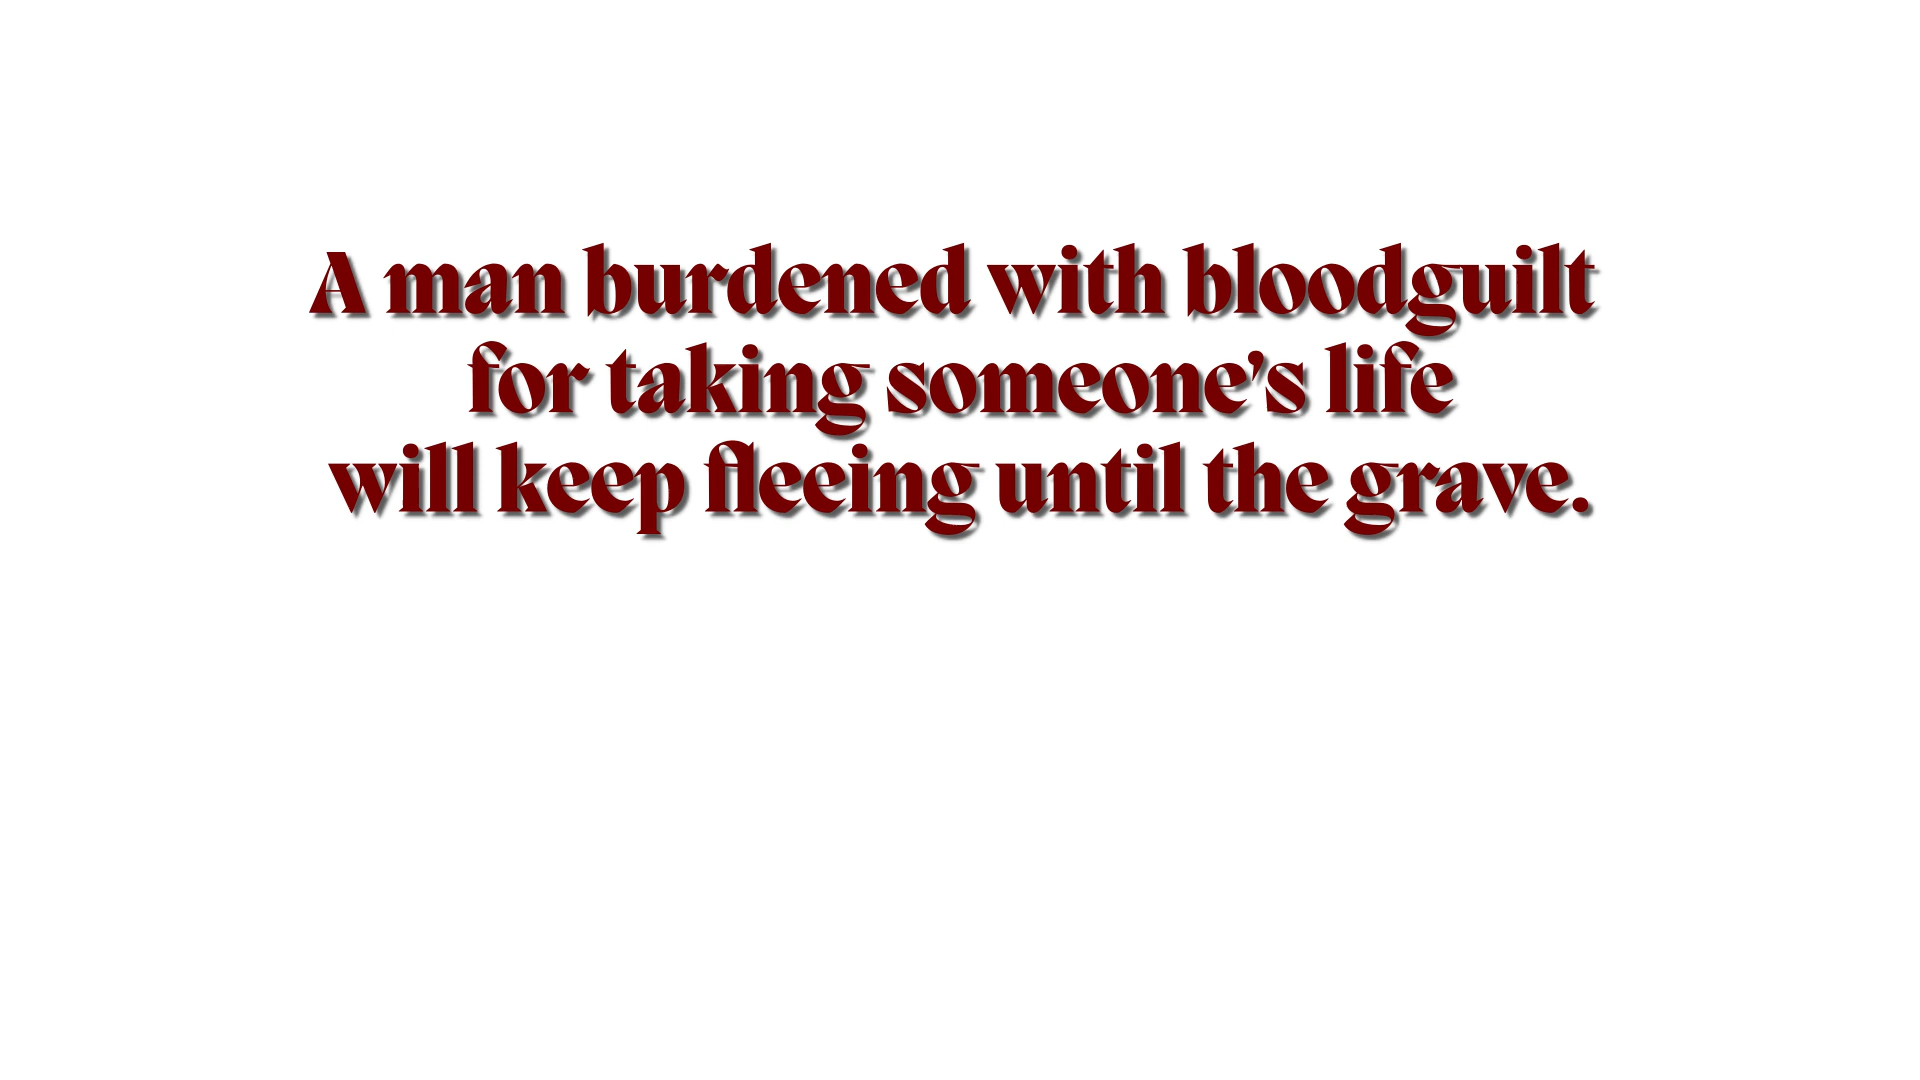 A man burdened with bloodguilt
for taking someone's life
will keep fleeing until the grave.